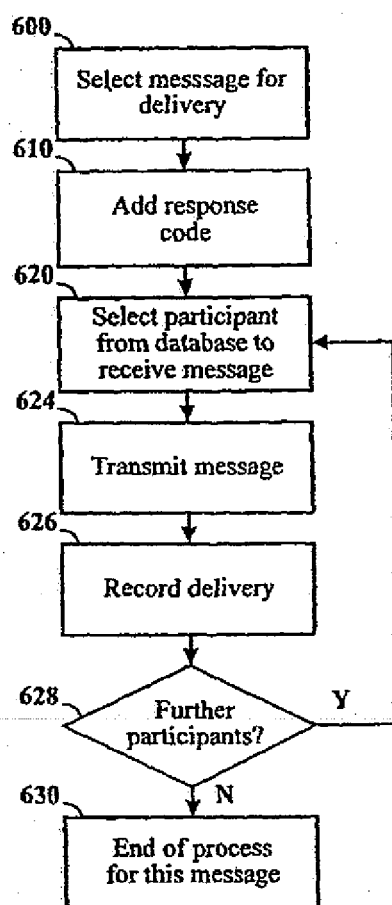 600
Select messsage for
delivery
610
Add response
code
620
Select participant
from database to
receive message
624
Transmit message
626
Record delivery
628
Further
participants?
Y
N
630
End of process
for this message